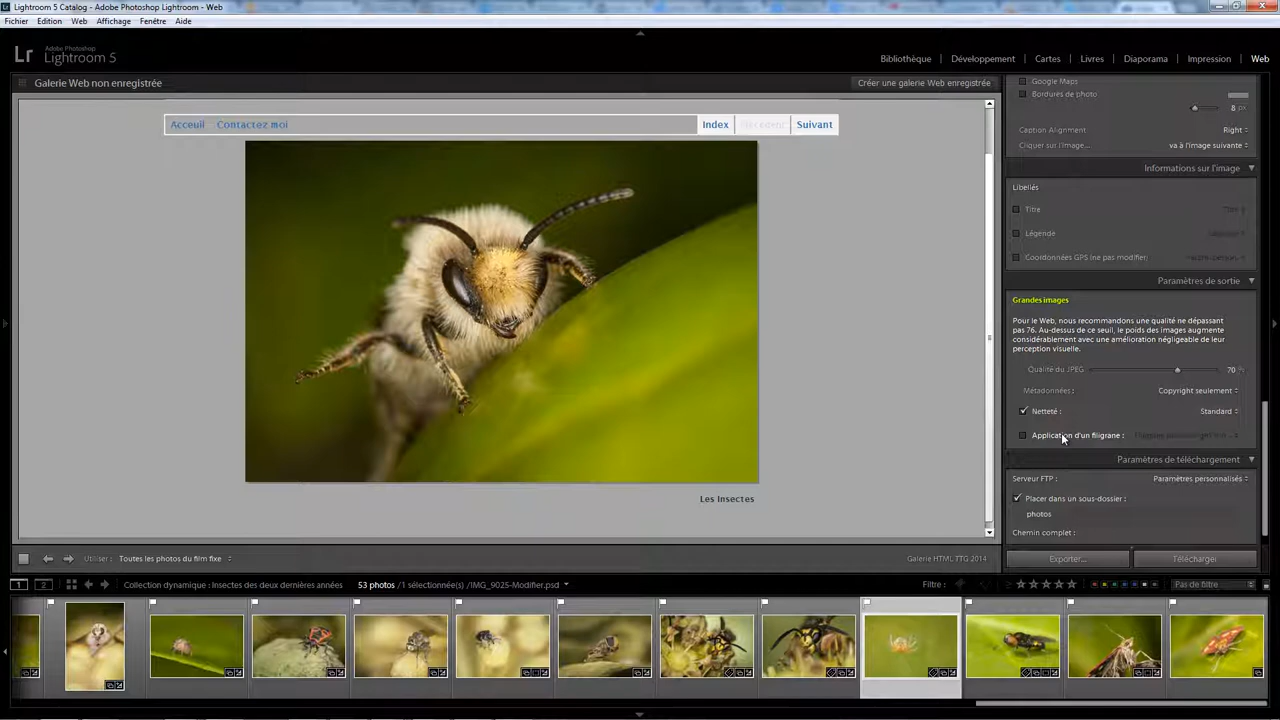 Lightroom 5 Catalog - Adobe Photoshop Lightroom - Web
Fichier Edition Web Affichage Fenêtre Aide
Lr
Adobe Photoshop
Lightroom 5
Bibliothèque | Développement | Cartes | Livres | Diaporama | Impression | Web
Galerie Web non enregistrée
Créer une galerie Web enregistrée
Acceuil Contactez moi
Index
Suivant
Les Insectes
Google Maps
Bordures de photo
8 px
Caption Alignment : Right
Cliquer sur l'image... va à l'image suivante
Informations sur l'image
Libellés
Titre
Légende
Coordonnées GPS (ne pas modifier)
Paramètres de sortie
Grandes images
Pour le Web, nous recommandons une qualité ne dépassant
pas 76. Au-dessus de ce seuil, le poids des images augmente
considérablement avec une amélioration négligeable de leur
perception visuelle.
Qualité du JPEG 70 %
Métadonnées : Copyright seulement
Netteté : Standard
Application d'un filigrane :
Paramètres de téléchargement
Serveur FTP : Paramètres personnalisés
Placer dans un sous-dossier :
photos
Chemin complet :
Utiliser : Toutes les photos du film fixe
Galerie HTML TTG 2014
Exporter...
Télécharger
1 2
Collection dynamique : Insectes des deux dernières années
53 photos /1 sélectionnée(s) /IMG_9025-Modifier.psd
Filtre :
Pas de filtre